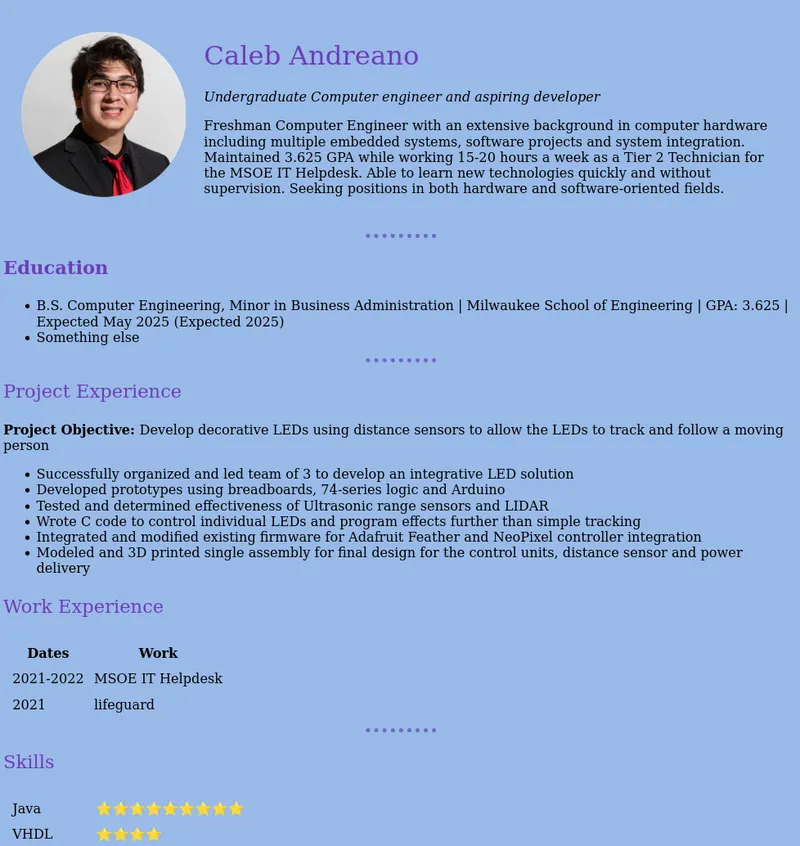 Caleb Andreano
Undergraduate Computer engineer and aspiring developer
Freshman Computer Engineer with an extensive background in computer hardware
including multiple embedded systems, software projects and system integration.
Maintained 3.625 GPA while working 15-20 hours a week as a Tier 2 Technician for
the MSOE IT Helpdesk. Able to learn new technologies quickly and without
supervision. Seeking positions in both hardware and software-oriented fields.
Education
• B.S. Computer Engineering, Minor in Business Administration | Milwaukee School of Engineering | GPA: 3.625 |
Expected May 2025 (Expected 2025)
• Something else
Project Experience
Project Objective: Develop decorative LEDs using distance sensors to allow the LEDs to track and follow a moving
person
• Successfully organized and led team of 3 to develop an integrative LED solution
• Developed prototypes using breadboards, 74-series logic and Arduino
• Tested and determined effectiveness of Ultrasonic range sensors and LIDAR
• Wrote C code to control individual LEDs and program effects further than simple tracking
• Integrated and modified existing firmware for Adafruit Feather and NeoPixel controller integration
• Modeled and 3D printed single assembly for final design for the control units, distance sensor and power
delivery
Work Experience
Dates Work
2021-2022 MSOE IT Helpdesk
2021 lifeguard
Skills
Java ⭐⭐⭐⭐⭐⭐⭐⭐⭐
VHDL ⭐⭐⭐⭐